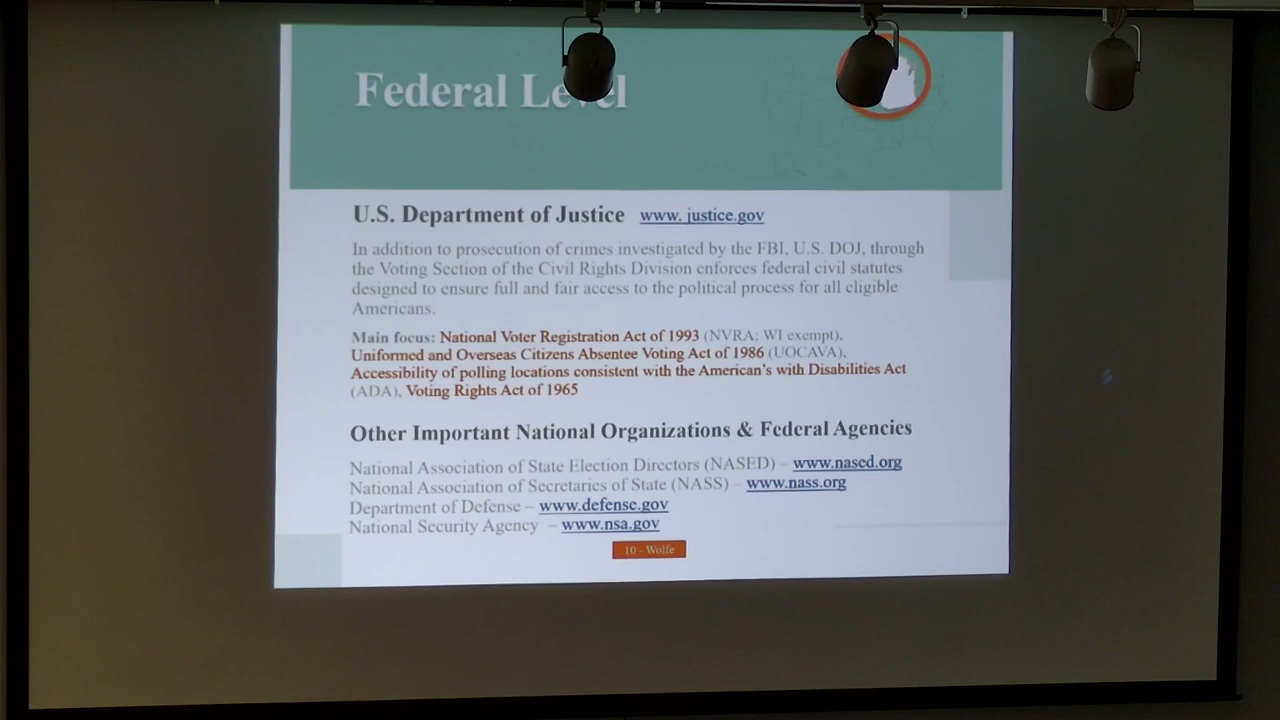 Federal Level
U.S. Department of Justice www. justice.gov
In addition to prosecution of crimes investigated by the FBI, U.S. DOJ, through
the Voting Section of the Civil Rights Division enforces federal civil statutes
designed to ensure full and fair access to the political process for all eligible
Americans.
Main focus: National Voter Registration Act of 1993 (NVRA; WI exempt),
Uniformed and Overseas Citizens Absentee Voting Act of 1986 (UOCAVA),
Accessibility of polling locations consistent with the American's with Disabilities Act
(ADA), Voting Rights Act of 1965
Other Important National Organizations & Federal Agencies
National Association of State Election Directors (NASED) – www.nased.org
National Association of Secretaries of State (NASS) – www.nass.org
Department of Defense – www.defense.gov
National Security Agency – www.nsa.gov
10 - Wolfe